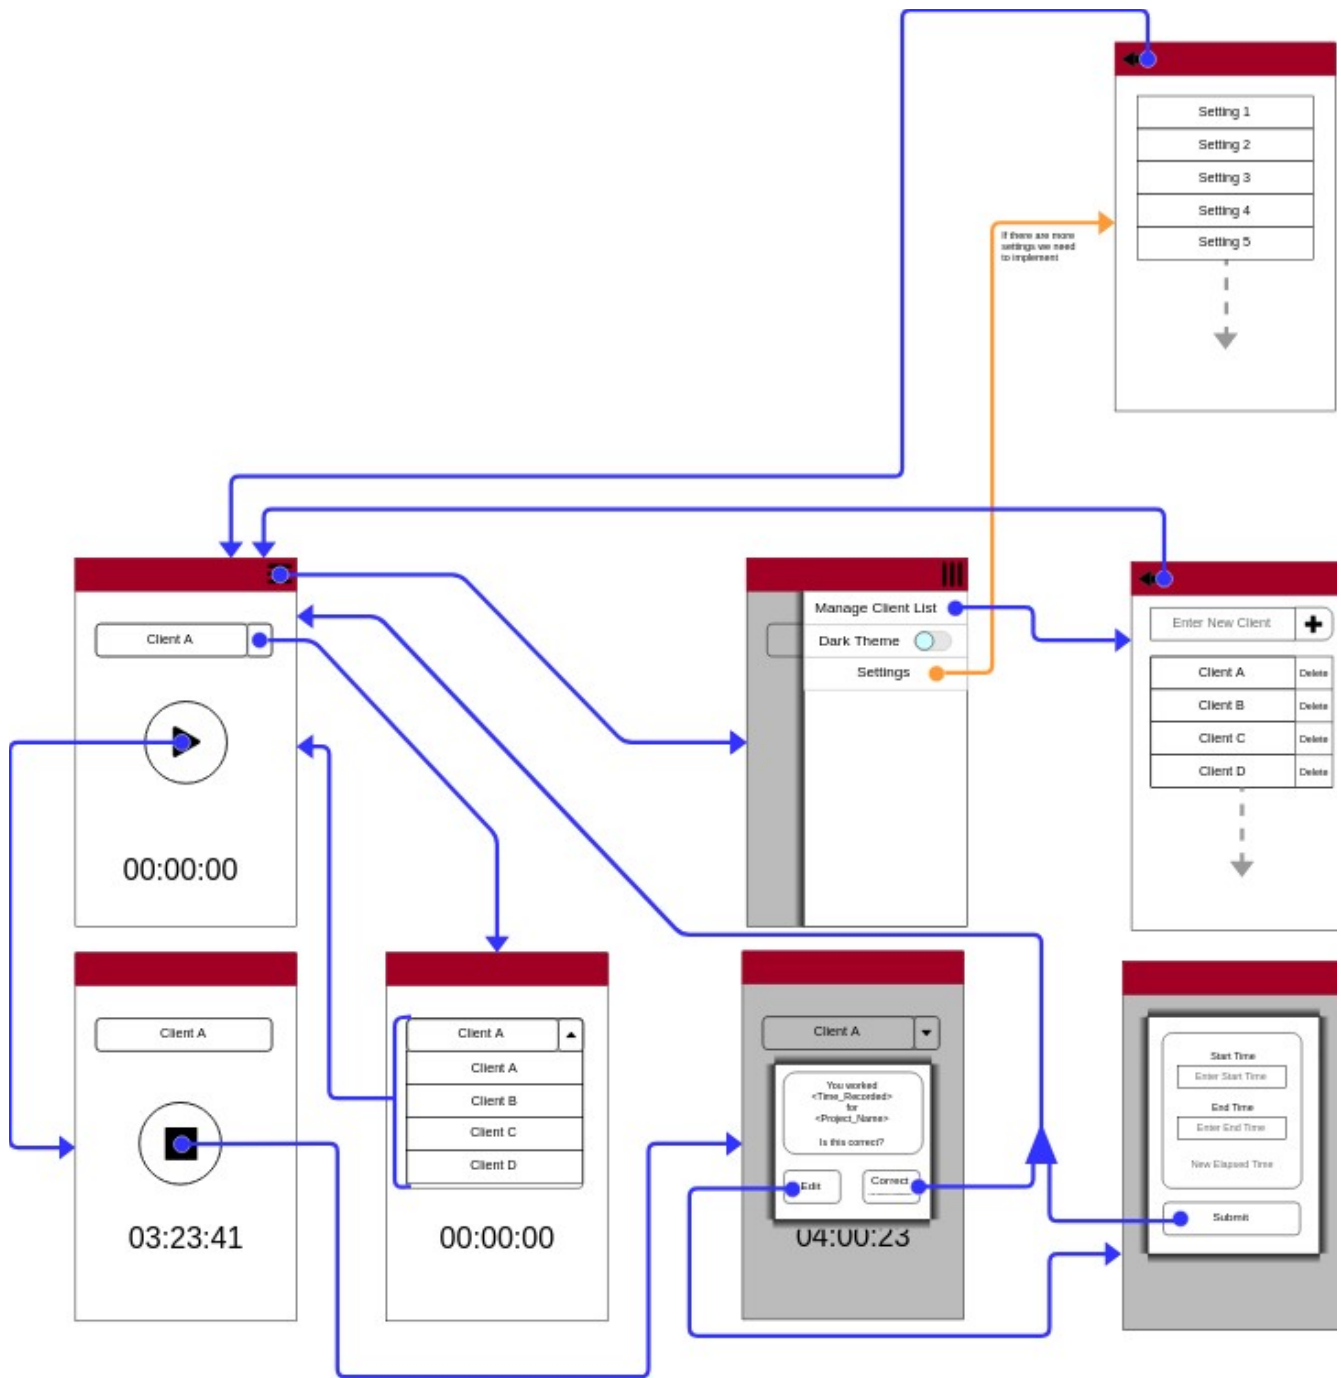 Setting 1
Setting 2
Setting 3
Setting 4
Setting 5
If there are more
settings we need
to implement
Client A
00:00:00
Manage Client List
Dark Theme
Settings
Enter New Client
Client A Delete
Client B Delete
Client C Delete
Client D Delete
Client A
03:23:41
Client A
Client A
Client B
Client C
Client D
00:00:00
Client A
You worked
<Time_Recorded>
for
<Project_Name>
Is this correct?
Edit Correct
04:00:23
Start Time
Enter Start Time
End Time
Enter End Time
New Elapsed Time
Submit